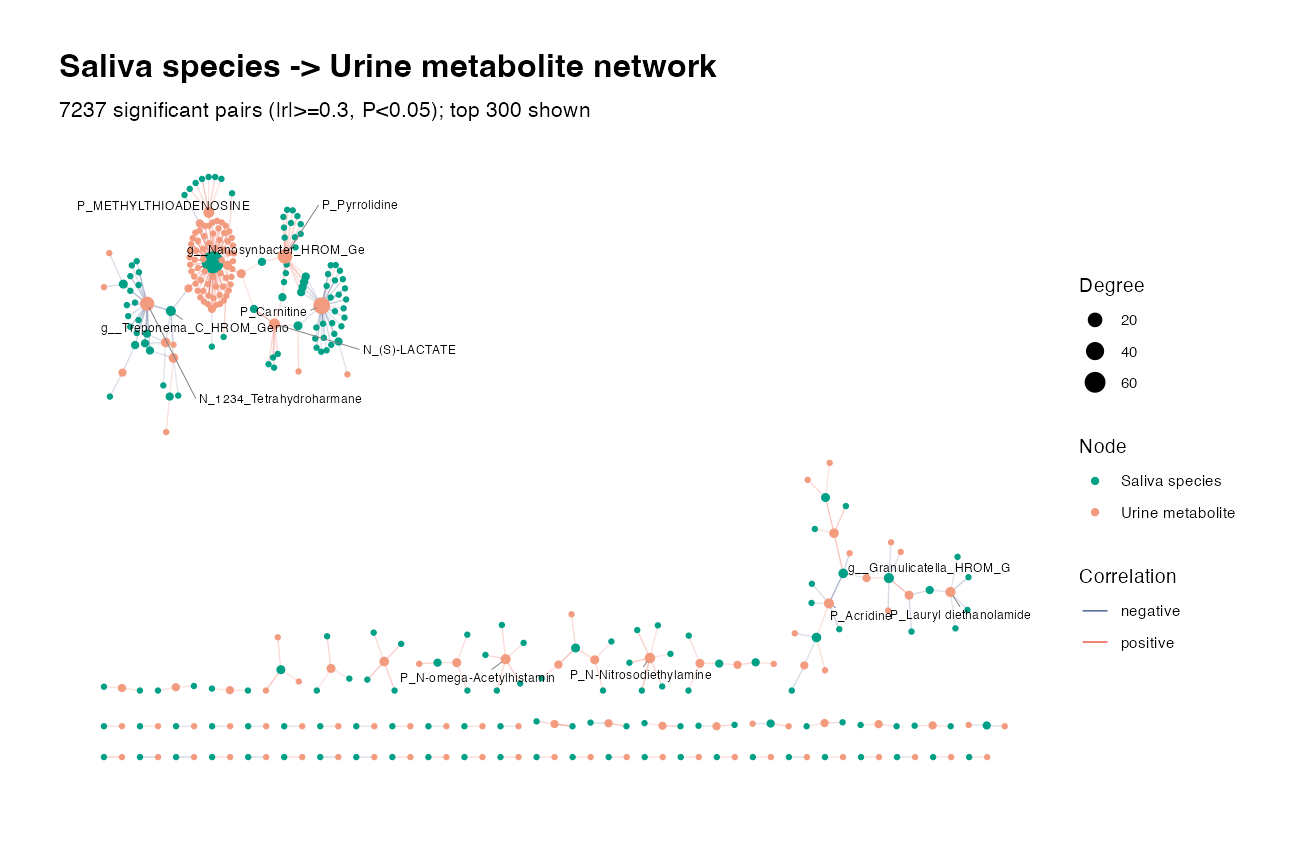 Saliva species -> Urine metabolite network
7237 significant pairs (|r|>=0.3, P<0.05); top 300 shown
P_METHYLTHIOADENOSINE
P_Pyrrolidine
g__Nanosynbacter_HROM_Ge
P_Carnitine
g__Treponema_C_HROM_Geno
N_(S)-LACTATE
N_1234_Tetrahydroharmane
g__Granulicatella_HROM_G
P_Acridine
P_Lauryl diethanolamide
P_N-omega-Acetylhistamin
P_N-Nitrosodiethylamine
Degree
20
40
60
Node
Saliva species
Urine metabolite
Correlation
negative
positive